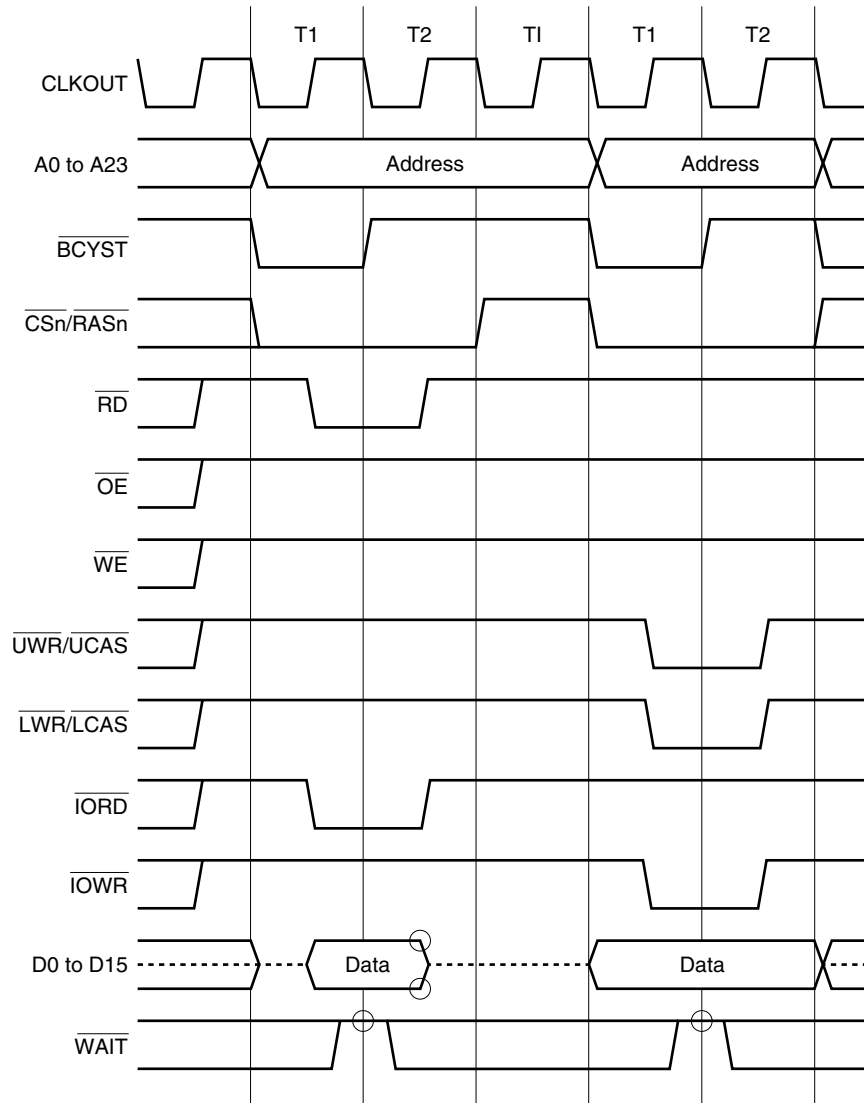 T1 T2 TI T1 T2
CLKOUT
A0 to A23 Address Address
BCYST
CSn/RASn
RD
OE
WE
UWR/UCAS
LWR/LCAS
IORD
IOWR
D0 to D15 Data Data
WAIT